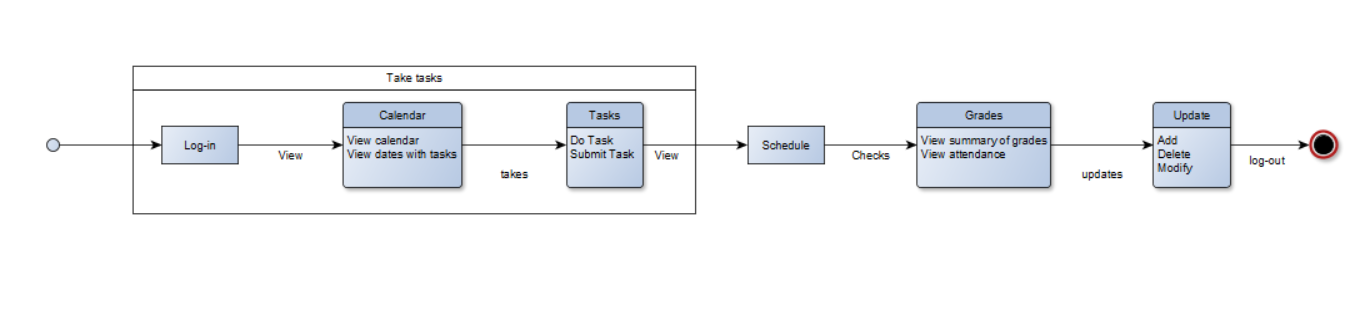 Take tasks
Log-in
View
Calendar
View calendar
View dates with tasks
takes
Tasks
Do Task
Submit Task
View
Schedule
Checks
Grades
View summary of grades
View attendance
updates
Update
Add
Delete
Modify
log-out